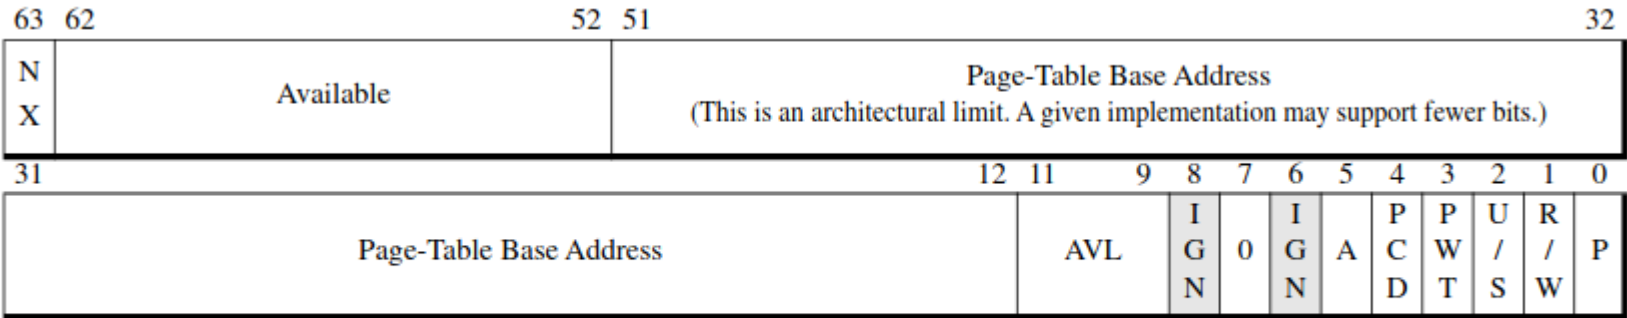 63 62 52 51 32
N
X
Available
Page-Table Base Address
(This is an architectural limit. A given implementation may support fewer bits.)
31 12 11 9 8 7 6 5 4 3 2 1 0
Page-Table Base Address
AVL
I
G
N
0
I
G
N
A
P
C
D
P
W
T
U
/
S
R
/
W
P